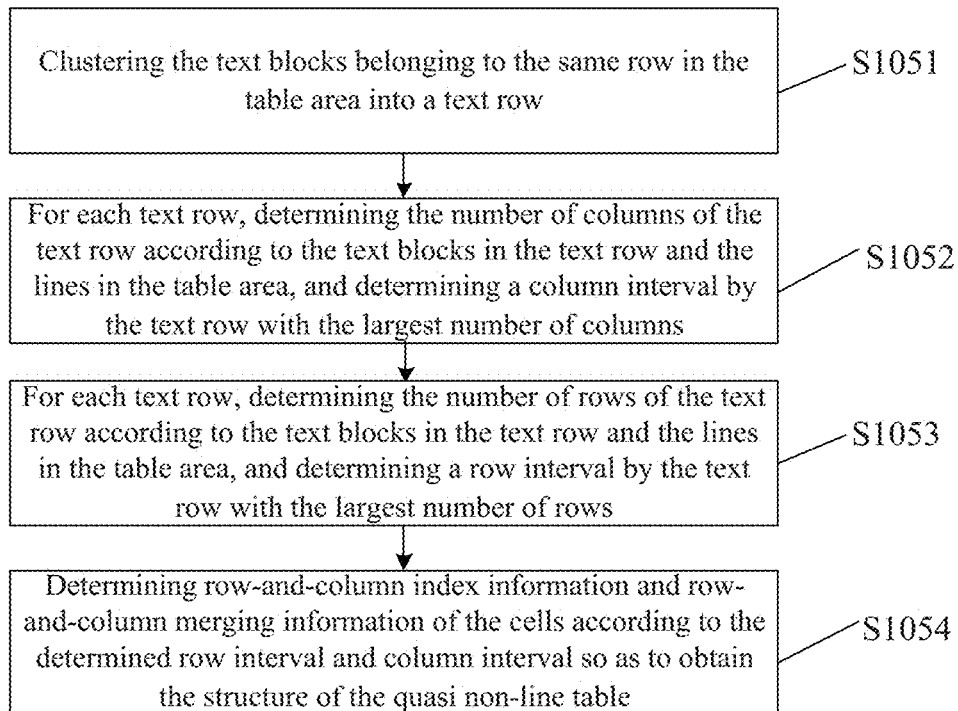 Clustering the text blocks belonging to the same row in the
table area into a text row
S1051
For each text row, determining the number of columns of the
text row according to the text blocks in the text row and the
lines in the table area, and determining a column interval by
the text row with the largest number of columns
S1052
For each text row, determining the number of rows of the text
row according to the text blocks in the text row and the lines
in the table area, and determining a row interval by the text
row with the largest number of rows
S1053
Determining row-and-column index information and row-
and-column merging information of the cells according to the
determined row interval and column interval so as to obtain
the structure of the quasi non-line table
S1054